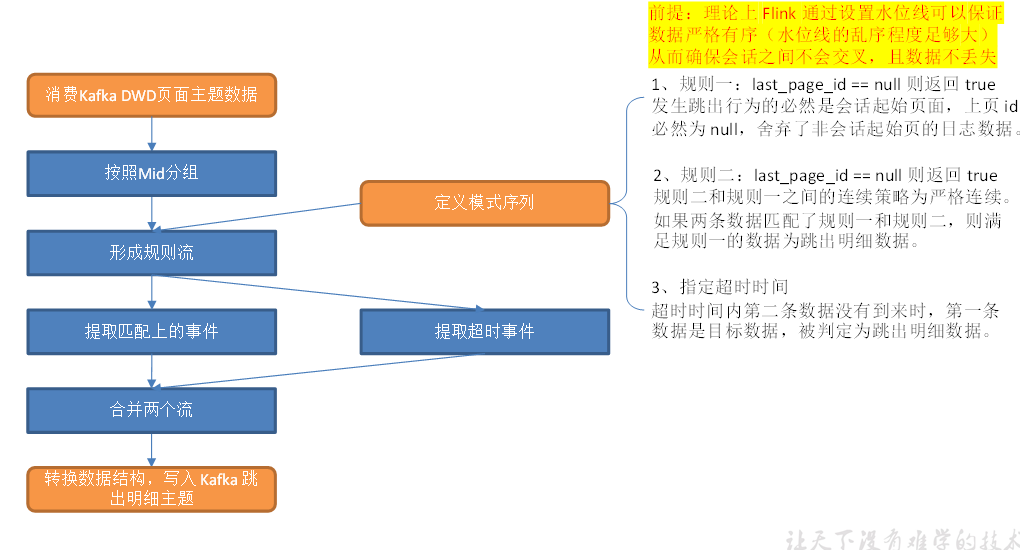 前提：理论上 Flink 通过设置水位线可以保证
数据严格有序（水位线的乱序程度足够大）
从而确保会话之间不会交叉，且数据不丢失
消费Kafka DWD页面主题数据
按照Mid分组
定义模式序列
形成规则流
提取匹配上的事件
提取超时事件
合并两个流
转换数据结构，写入 Kafka 跳
出明细主题
1、规则一：last_page_id == null 则返回 true
发生跳出行为的必然是会话起始页面，上页 id
必然为 null，舍弃了非会话起始页的日志数据。
2、规则二：last_page_id == null 则返回 true
规则二和规则一之间的连续策略为严格连续。
如果两条数据匹配了规则一和规则二，则满
足规则一的数据为跳出明细数据。
3、指定超时时间
超时时间内第二条数据没有到来时，第一条
数据是目标数据，被判定为跳出明细数据。
让天下没有难学的技术